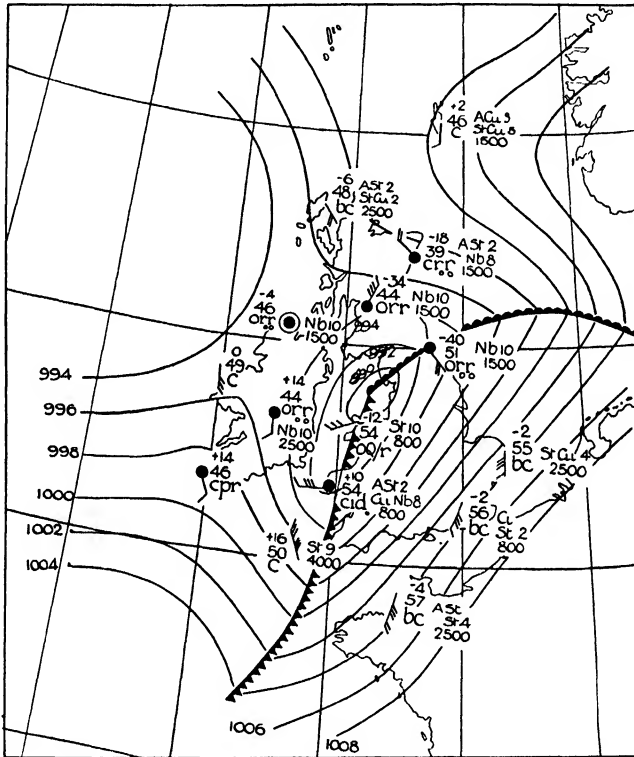 +2
46 ACu 3
C StCu 8
1500
-6 ASt 2
48 StCu 2
bc 2500
-18 ASt 2
39 Nb 8
crr 1500
-34
44 Nb10
orr 1500
994
-4
46
orr Nb10
1500
-40
51 Nb10
orr 1500
992
0
49
C
994
996
998
1000
1002
1004
+14
44
orr
Nb10
2500
-12
54 St10
800
-2
55 StCu 4
bc 2500
+14
46
cpr
+10 ASt 2
54 Cu Nb8
cid 800
-2 Ci
56 St 2
bc 800
+16
50 St 9
C 4000
-4
57 ASt
bc St 4
2500
1006
1008